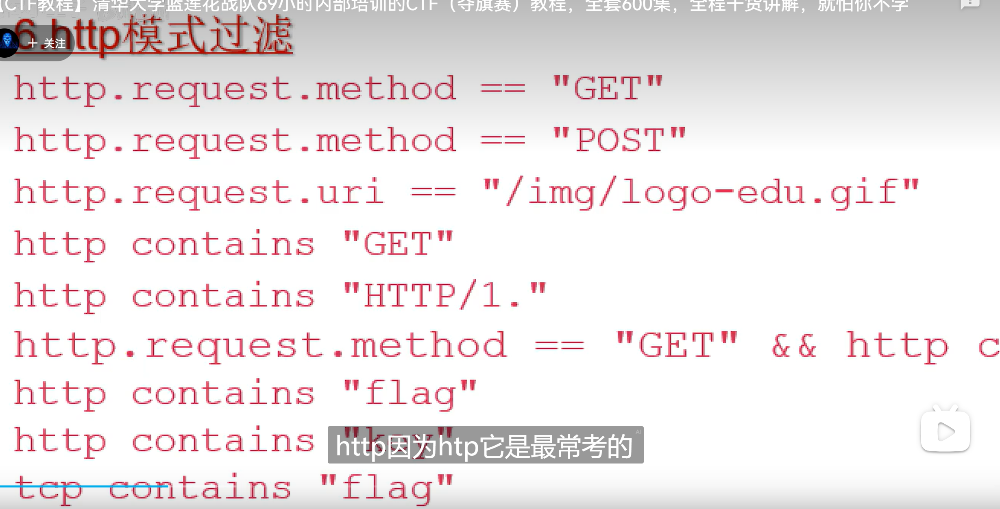 【CTF教程】清华大学蓝莲花战队69小时内部培训的CTF（夺旗赛）教程，全套600集，全程干货讲解，就怕你不学
6.http模式过滤
+ 关注
http.request.method == "GET"
http.request.method == "POST"
http.request.uri == "/img/logo-edu.gif"
http contains "GET"
http contains "HTTP/1."
http.request.method == "GET" && http c
http contains "flag"
http contains "key"
http因为htp它是最常考的
AI
tcp contains "flag"